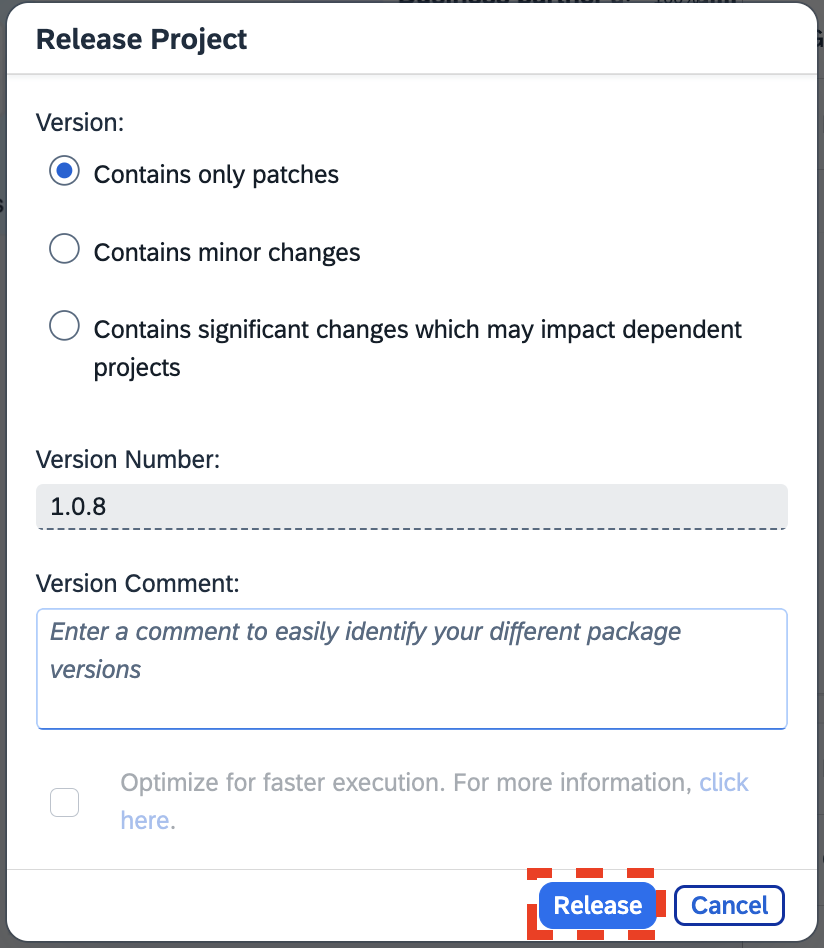 Release Project
Version:
Contains only patches
Contains minor changes
Contains significant changes which may impact dependent
projects
Version Number:
1.0.8
Version Comment:
Enter a comment to easily identify your different package
versions
Optimize for faster execution. For more information, click
here.
Release Cancel